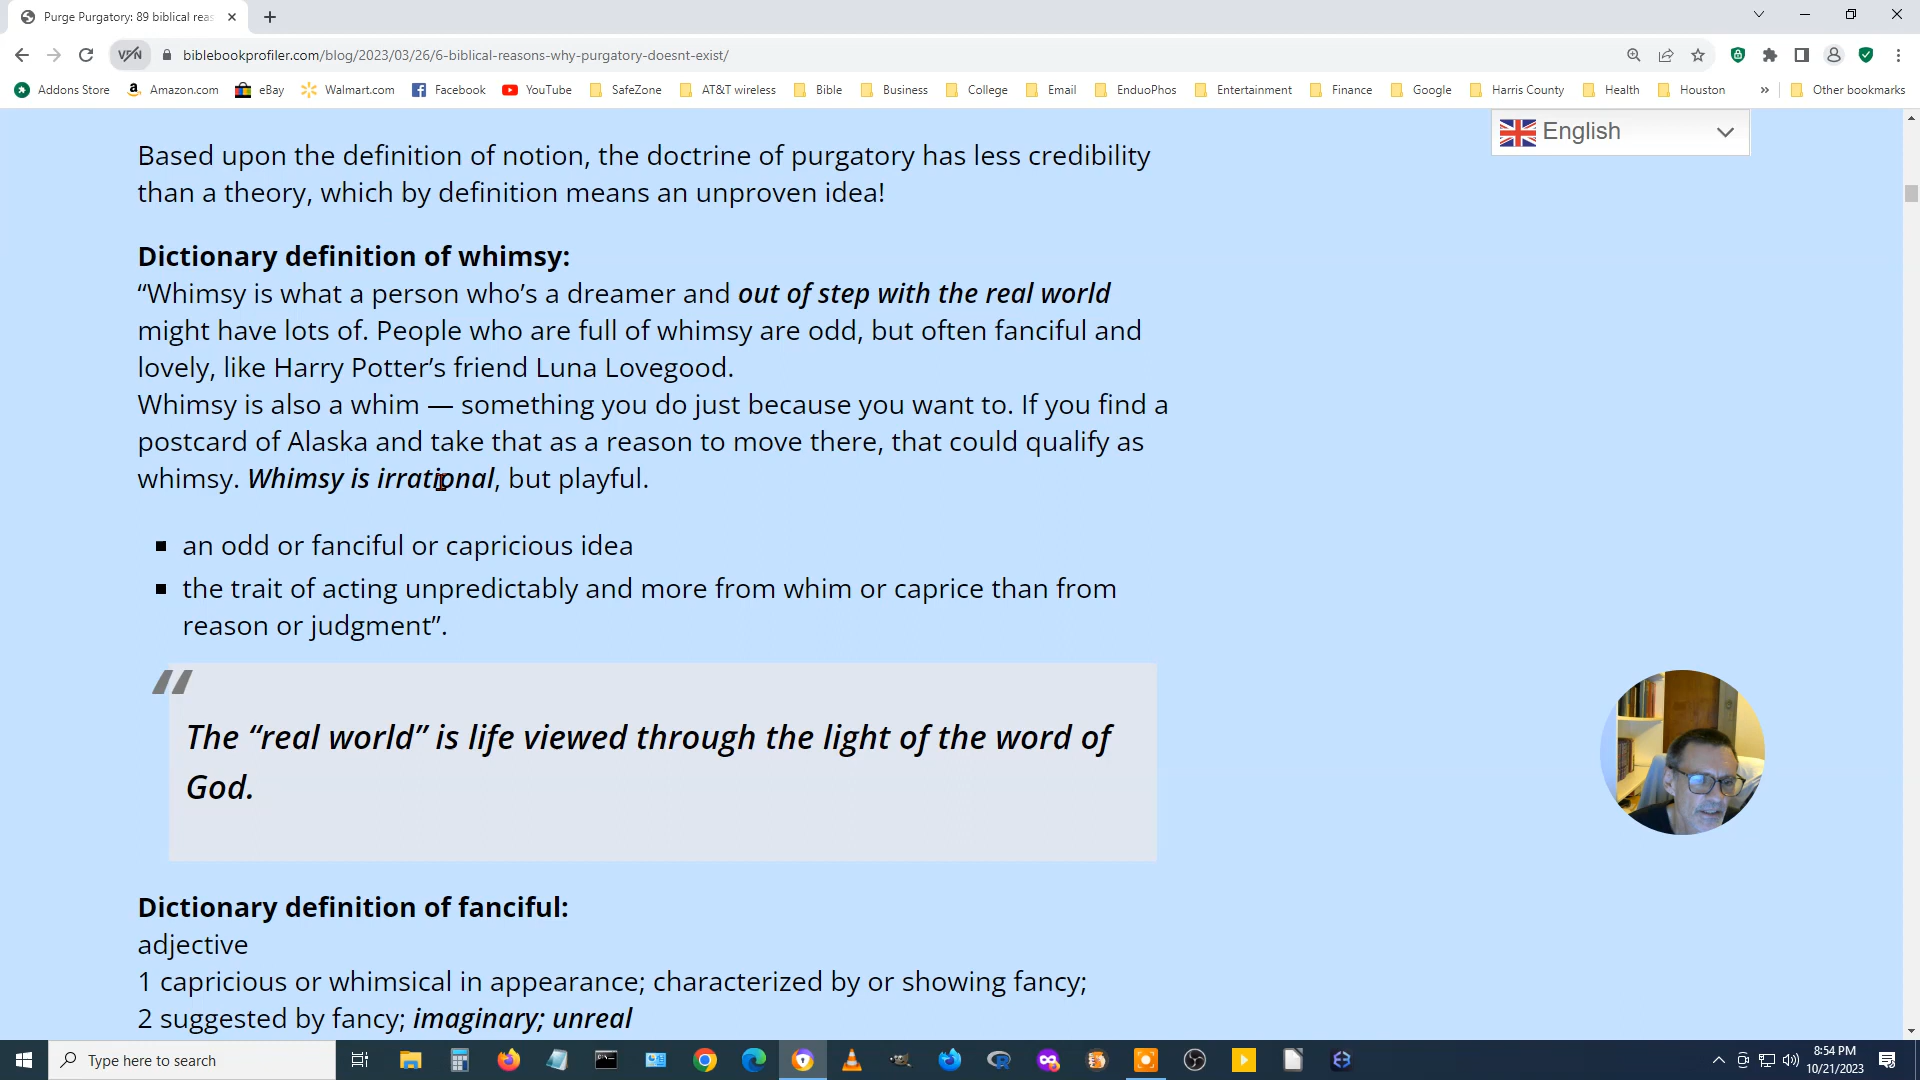 Purge Purgatory: 89 biblical reas
VPN
biblebookprofiler.com/blog/2023/03/26/6-biblical-reasons-why-purgatory-doesnt-exist/
Addons Store Amazon.com eBay Walmart.com Facebook YouTube SafeZone AT&T wireless Bible Business College Email EnduoPhos Entertainment Finance Google Harris County Health Houston » Other bookmarks
English
Based upon the definition of notion, the doctrine of purgatory has less credibility
than a theory, which by definition means an unproven idea!
Dictionary definition of whimsy:
“Whimsy is what a person who’s a dreamer and out of step with the real world
might have lots of. People who are full of whimsy are odd, but often fanciful and
lovely, like Harry Potter’s friend Luna Lovegood.
Whimsy is also a whim — something you do just because you want to. If you find a
postcard of Alaska and take that as a reason to move there, that could qualify as
whimsy. Whimsy is irrational, but playful.
an odd or fanciful or capricious idea
the trait of acting unpredictably and more from whim or caprice than from
reason or judgment”.
“
The “real world” is life viewed through the light of the word of
God.
Dictionary definition of fanciful:
adjective
1 capricious or whimsical in appearance; characterized by or showing fancy;
2 suggested by fancy; imaginary; unreal
Type here to search
8:54 PM
10/21/2023